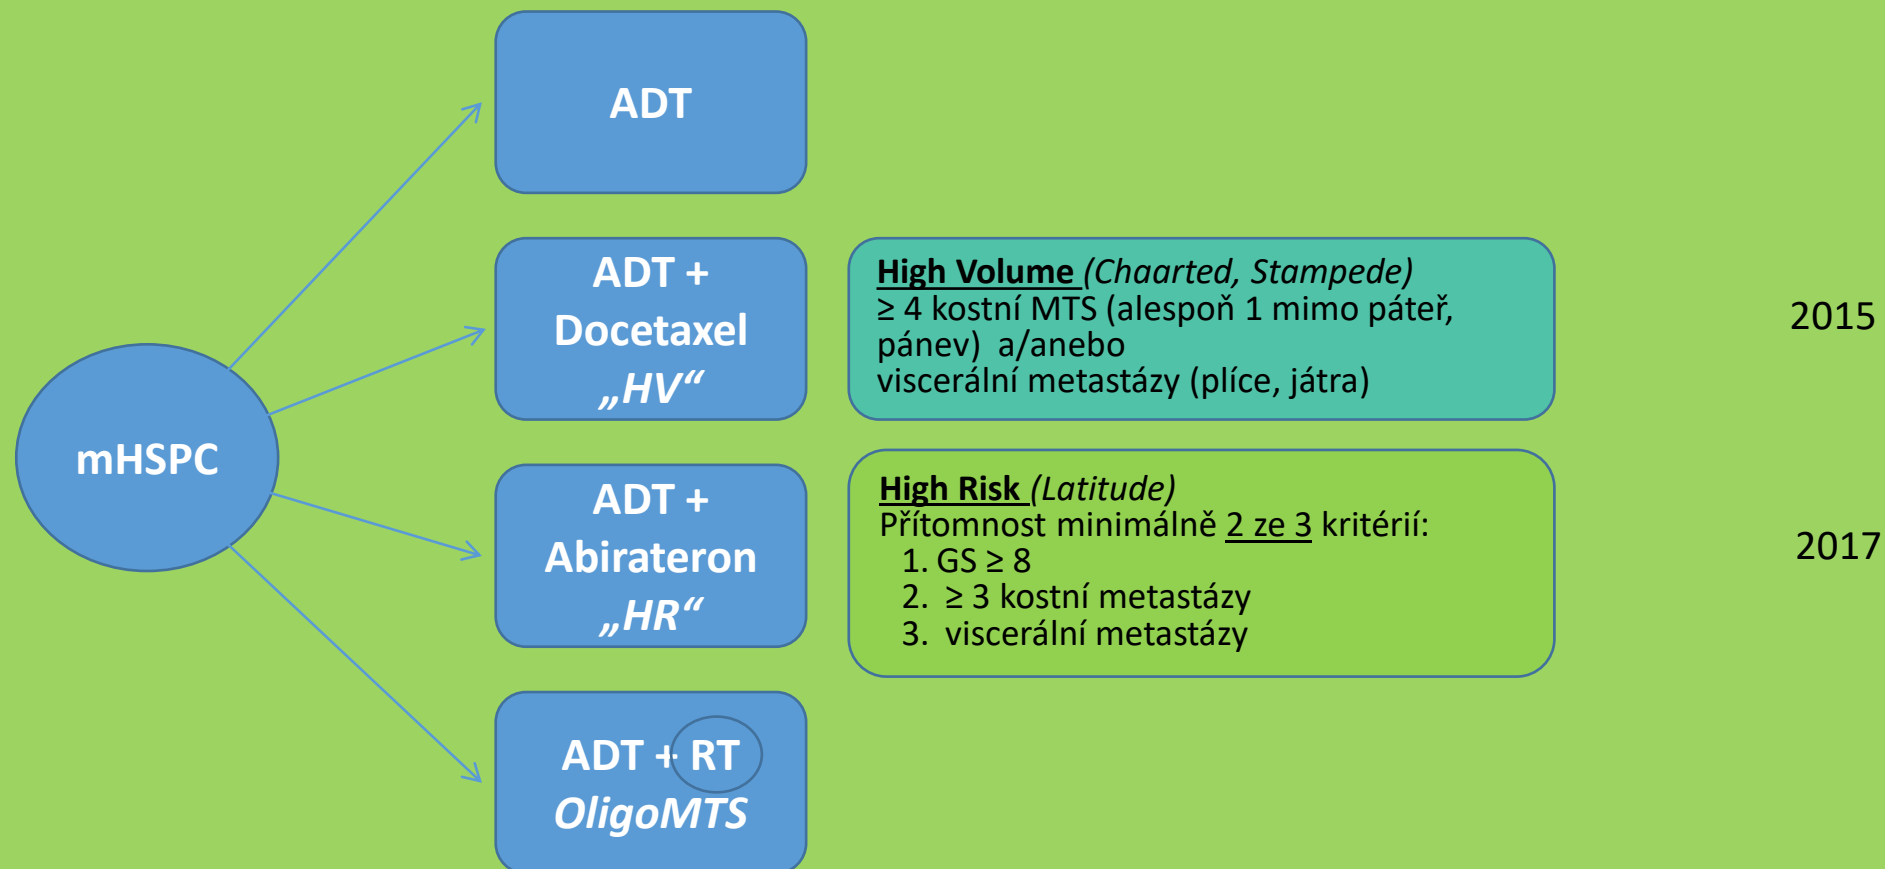 mHSPC
ADT
ADT +
Docetaxel
„HV“
High Volume (Chaarted, Stampede)
≥ 4 kostní MTS (alespoň 1 mimo páteř,
pánev) a/anebo
viscerální metastázy (plíce, játra)
2015
ADT +
Abirateron
„HR“
High Risk (Latitude)
Přítomnost minimálně 2 ze 3 kritérií:
1. GS ≥ 8
2. ≥ 3 kostní metastázy
3. viscerální metastázy
2017
ADT + RT
OligoMTS